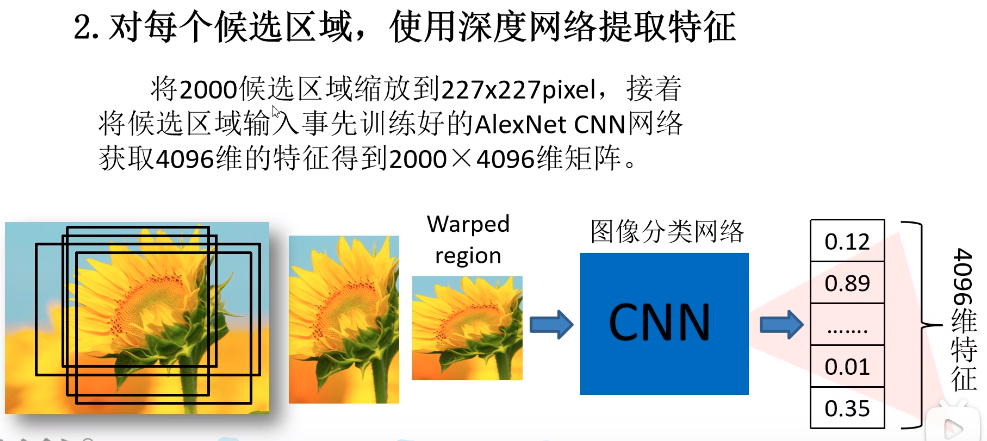 2.对每个候选区域，使用深度网络提取特征
将2000候选区域缩放到227x227pixel，接着
将候选区域输入事先训练好的AlexNet CNN网络
获取4096维的特征得到2000×4096维矩阵。
Warped
region
图像分类网络
CNN
0.12
0.89
.......
0.01
0.35
4096维特征